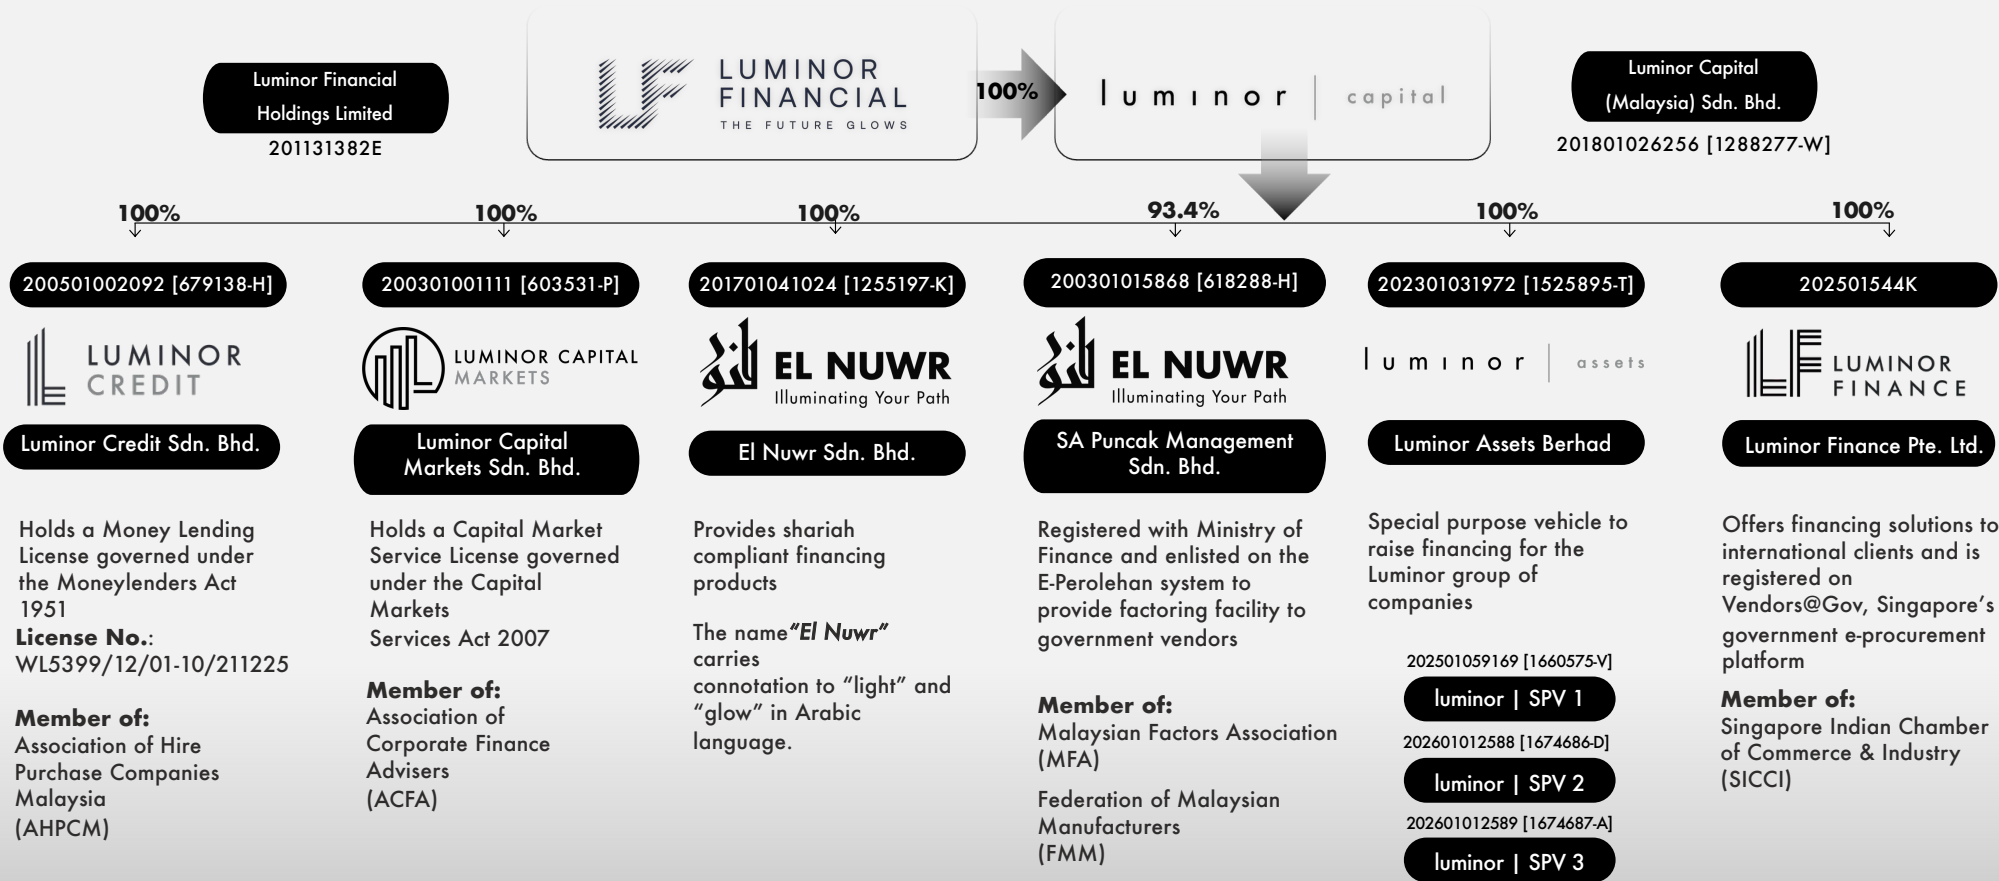 Luminor Financial
Holdings Limited
201131382E
LUMINOR
FINANCIAL
THE FUTURE GLOWS
100%
luminor | capital
Luminor Capital
(Malaysia) Sdn. Bhd.
201801026256 [1288277-W]
100%
100%
100%
93.4%
100%
100%
200501002092 [679138-H]
LUMINOR
CREDIT
Luminor Credit Sdn. Bhd.
Holds a Money Lending
License governed under
the Moneylenders Act
1951
License No.:
WL5399/12/01-10/211225
Member of:
Association of Hire
Purchase Companies
Malaysia
(AHPCM)
200301001111 [603531-P]
LUMINOR CAPITAL
MARKETS
Luminor Capital
Markets Sdn. Bhd.
Holds a Capital Market
Service License governed
under the Capital
Markets
Services Act 2007
Member of:
Association of
Corporate Finance
Advisers
(ACFA)
201701041024 [1255197-K]
النور
EL NUWR
Illuminating Your Path
El Nuwr Sdn. Bhd.
Provides shariah
compliant financing
products
The name“El Nuwr”
carries
connotation to “light” and
“glow” in Arabic
language.
200301015868 [618288-H]
النور
EL NUWR
Illuminating Your Path
SA Puncak Management
Sdn. Bhd.
Registered with Ministry of
Finance and enlisted on the
E-Perolehan system to
provide factoring facility to
government vendors
Member of:
Malaysian Factors Association
(MFA)
Federation of Malaysian
Manufacturers
(FMM)
202301031972 [1525895-T]
luminor | assets
Luminor Assets Berhad
Special purpose vehicle to
raise financing for the
Luminor group of
companies
202501059169 [1660575-V]
luminor | SPV 1
202601012588 [1674686-D]
luminor | SPV 2
202601012589 [1674687-A]
luminor | SPV 3
202501544K
LUMINOR
FINANCE
Luminor Finance Pte. Ltd.
Offers financing solutions to
international clients and is
registered on
Vendors@Gov, Singapore’s
government e-procurement
platform
Member of:
Singapore Indian Chamber
of Commerce & Industry
(SICCI)